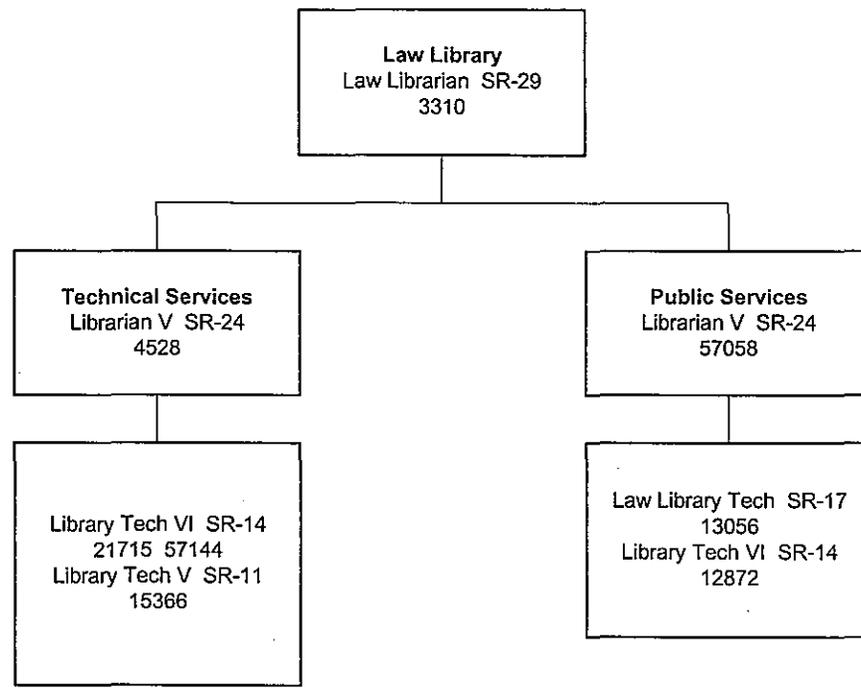 Law Library
Law Librarian SR-29
3310
Technical Services
Librarian V SR-24
4528
Public Services
Librarian V SR-24
57058
Library Tech VI SR-14
21715 57144
Library Tech V SR-11
15366
Law Library Tech SR-17
13056
Library Tech VI SR-14
12872